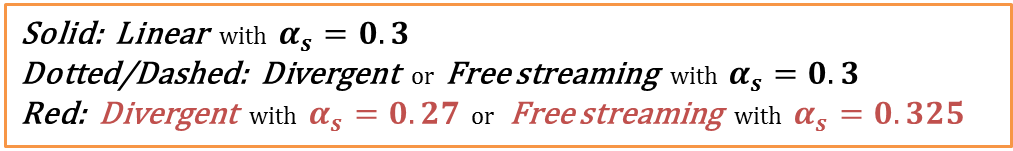 Solid: Linear with αs = 0.3
Dotted/Dashed: Divergent or Free streaming with αs = 0.3
Red: Divergent with αs = 0.27 or Free streaming with αs = 0.325